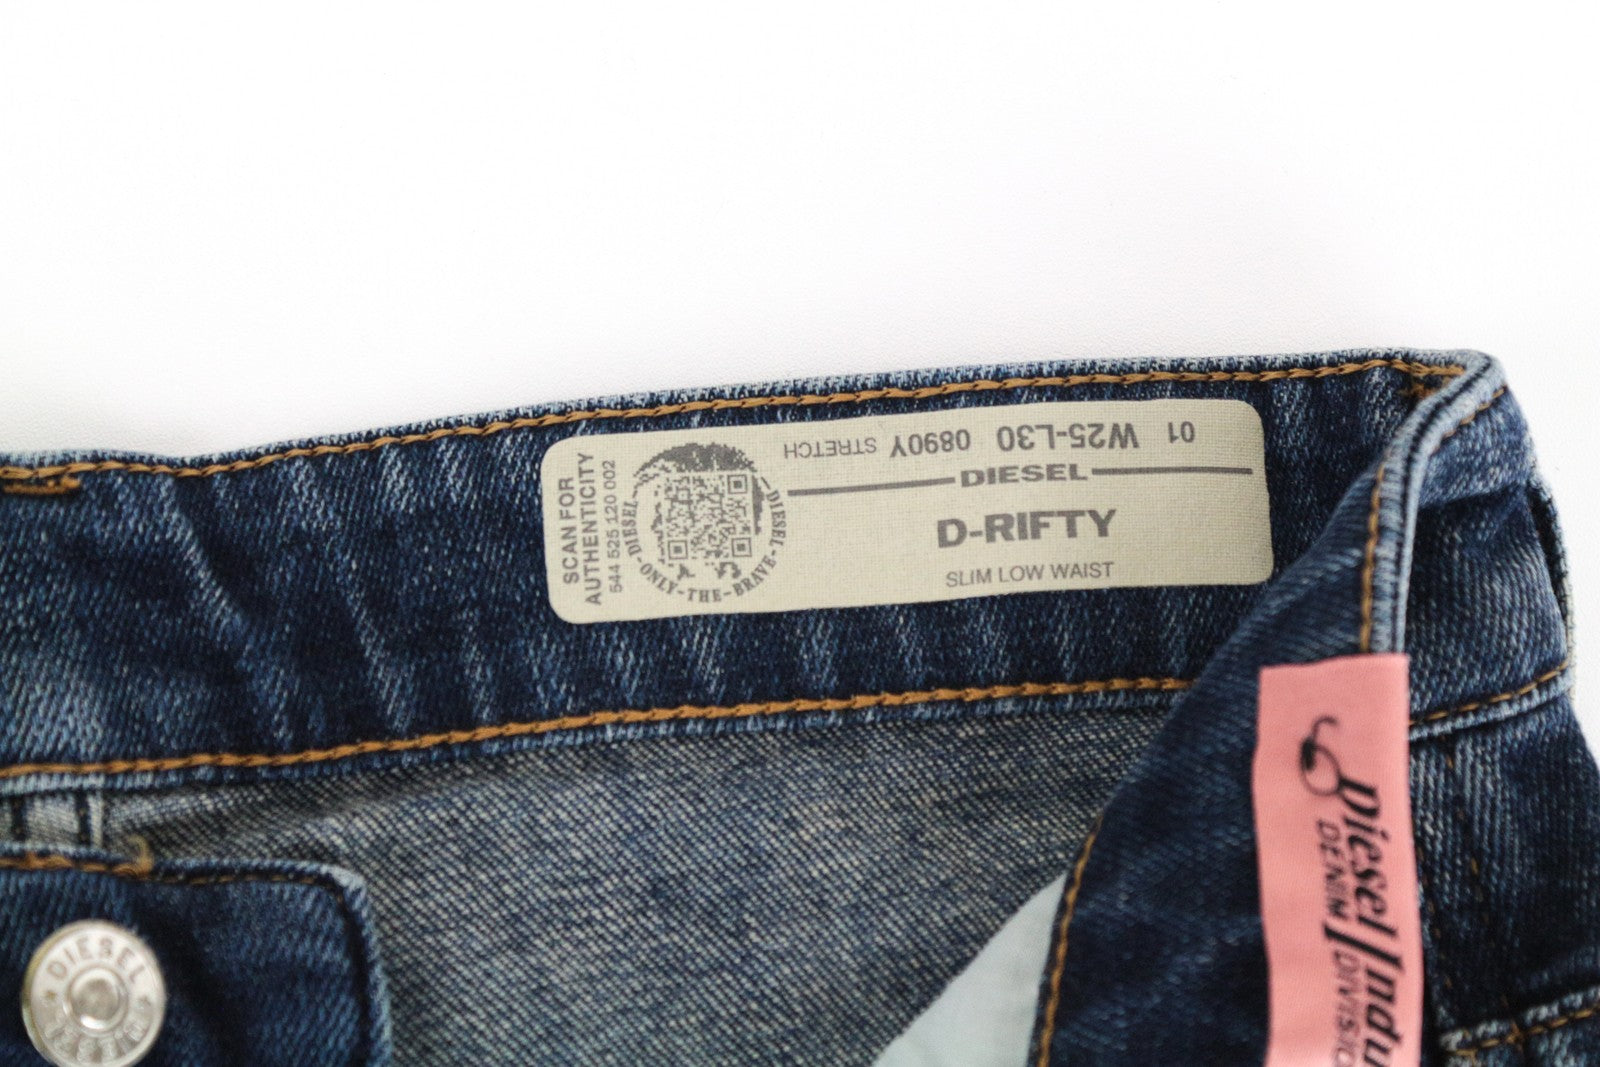 SCAN FOR
AUTHENTICITY
544 525 120 002
DIESEL-ONLY-THE-BRAVE-DIESEL
01 W25-L30 0890Y STRETCH
DIESEL
D-RIFTY
SLIM LOW WAIST
DIESEL
DIESEL
Diesel Indu
DENIM DIVISIO